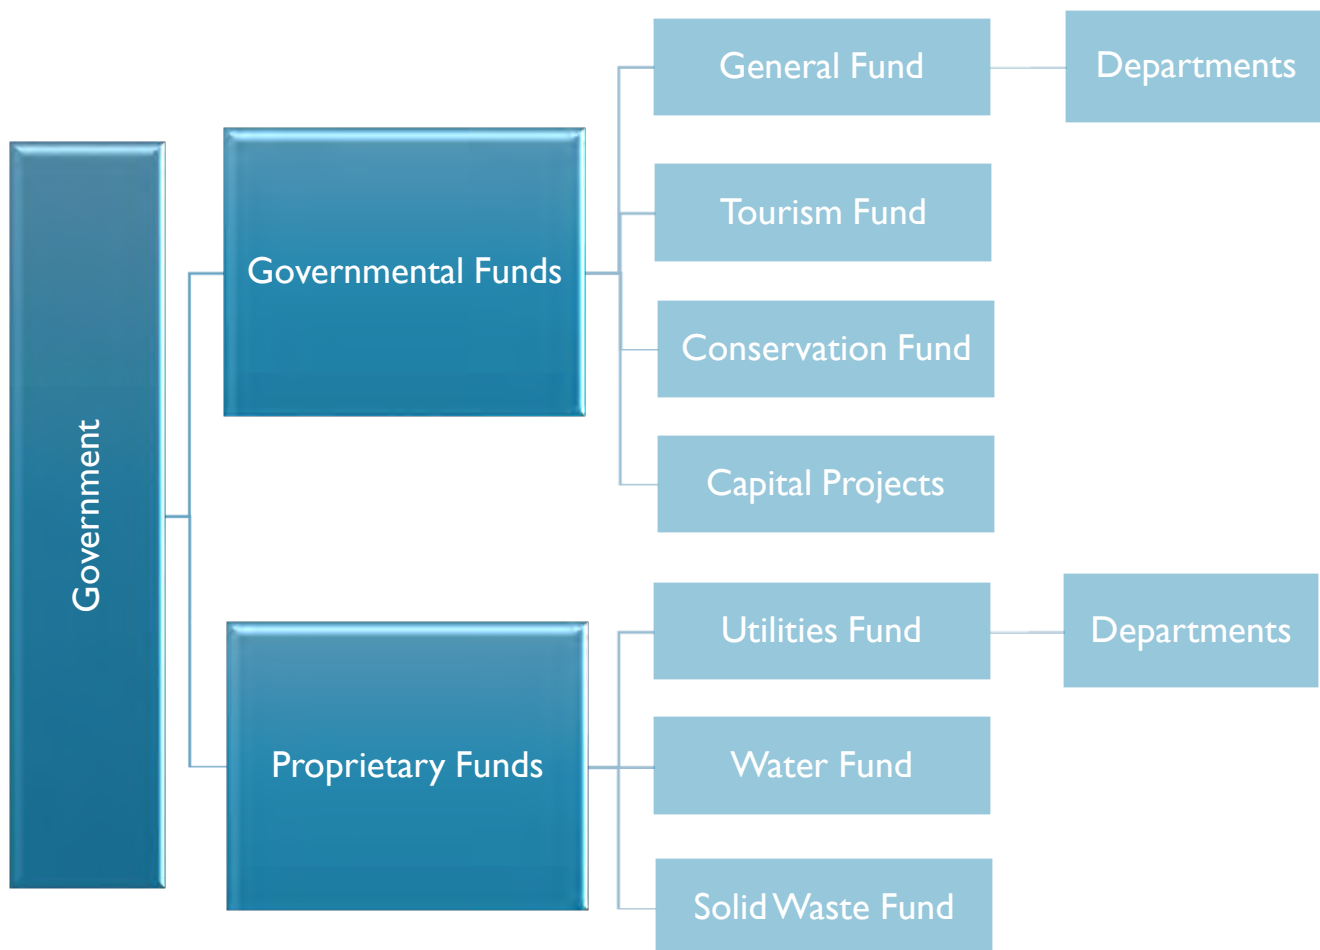 Government
Governmental Funds
General Fund
Departments
Tourism Fund
Conservation Fund
Capital Projects
Proprietary Funds
Utilities Fund
Departments
Water Fund
Solid Waste Fund